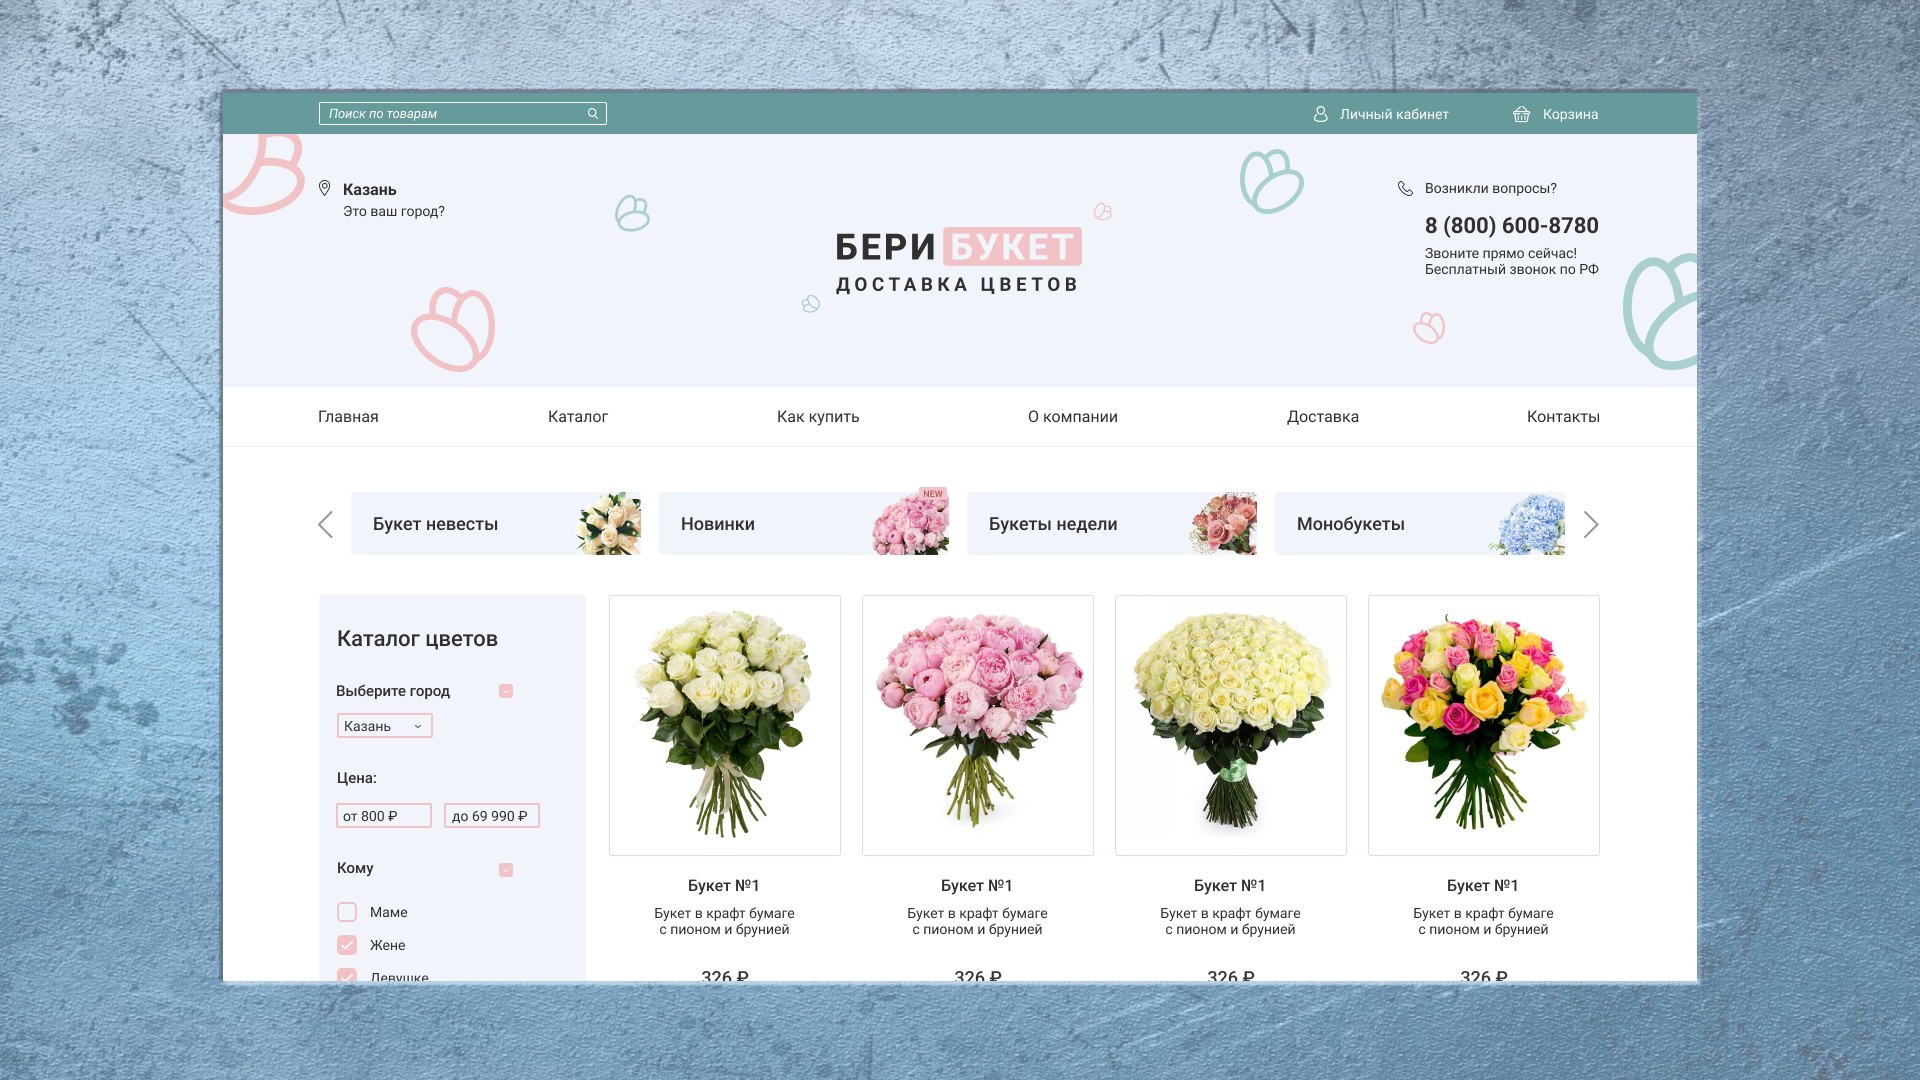 Поиск по товарам
Личный кабинет
Корзина
Казань
Это ваш город?
БЕРИ БУКЕТ
ДОСТАВКА ЦВЕТОВ
Возникли вопросы?
8 (800) 600-8780
Звоните прямо сейчас!
Бесплатный звонок по РФ
Главная
Каталог
Как купить
О компании
Доставка
Контакты
Букет невесты
NEW
Новинки
Букеты недели
Монобукеты
Каталог цветов
Выберите город
Казань
Цена:
от 800 ₽
до 69 990 ₽
Кому
Маме
Жене
Девушке
Букет №1
Букет в крафт бумаге
с пионом и брунией
326 ₽
Букет №1
Букет в крафт бумаге
с пионом и брунией
326 ₽
Букет №1
Букет в крафт бумаге
с пионом и брунией
326 ₽
Букет №1
Букет в крафт бумаге
с пионом и брунией
326 ₽